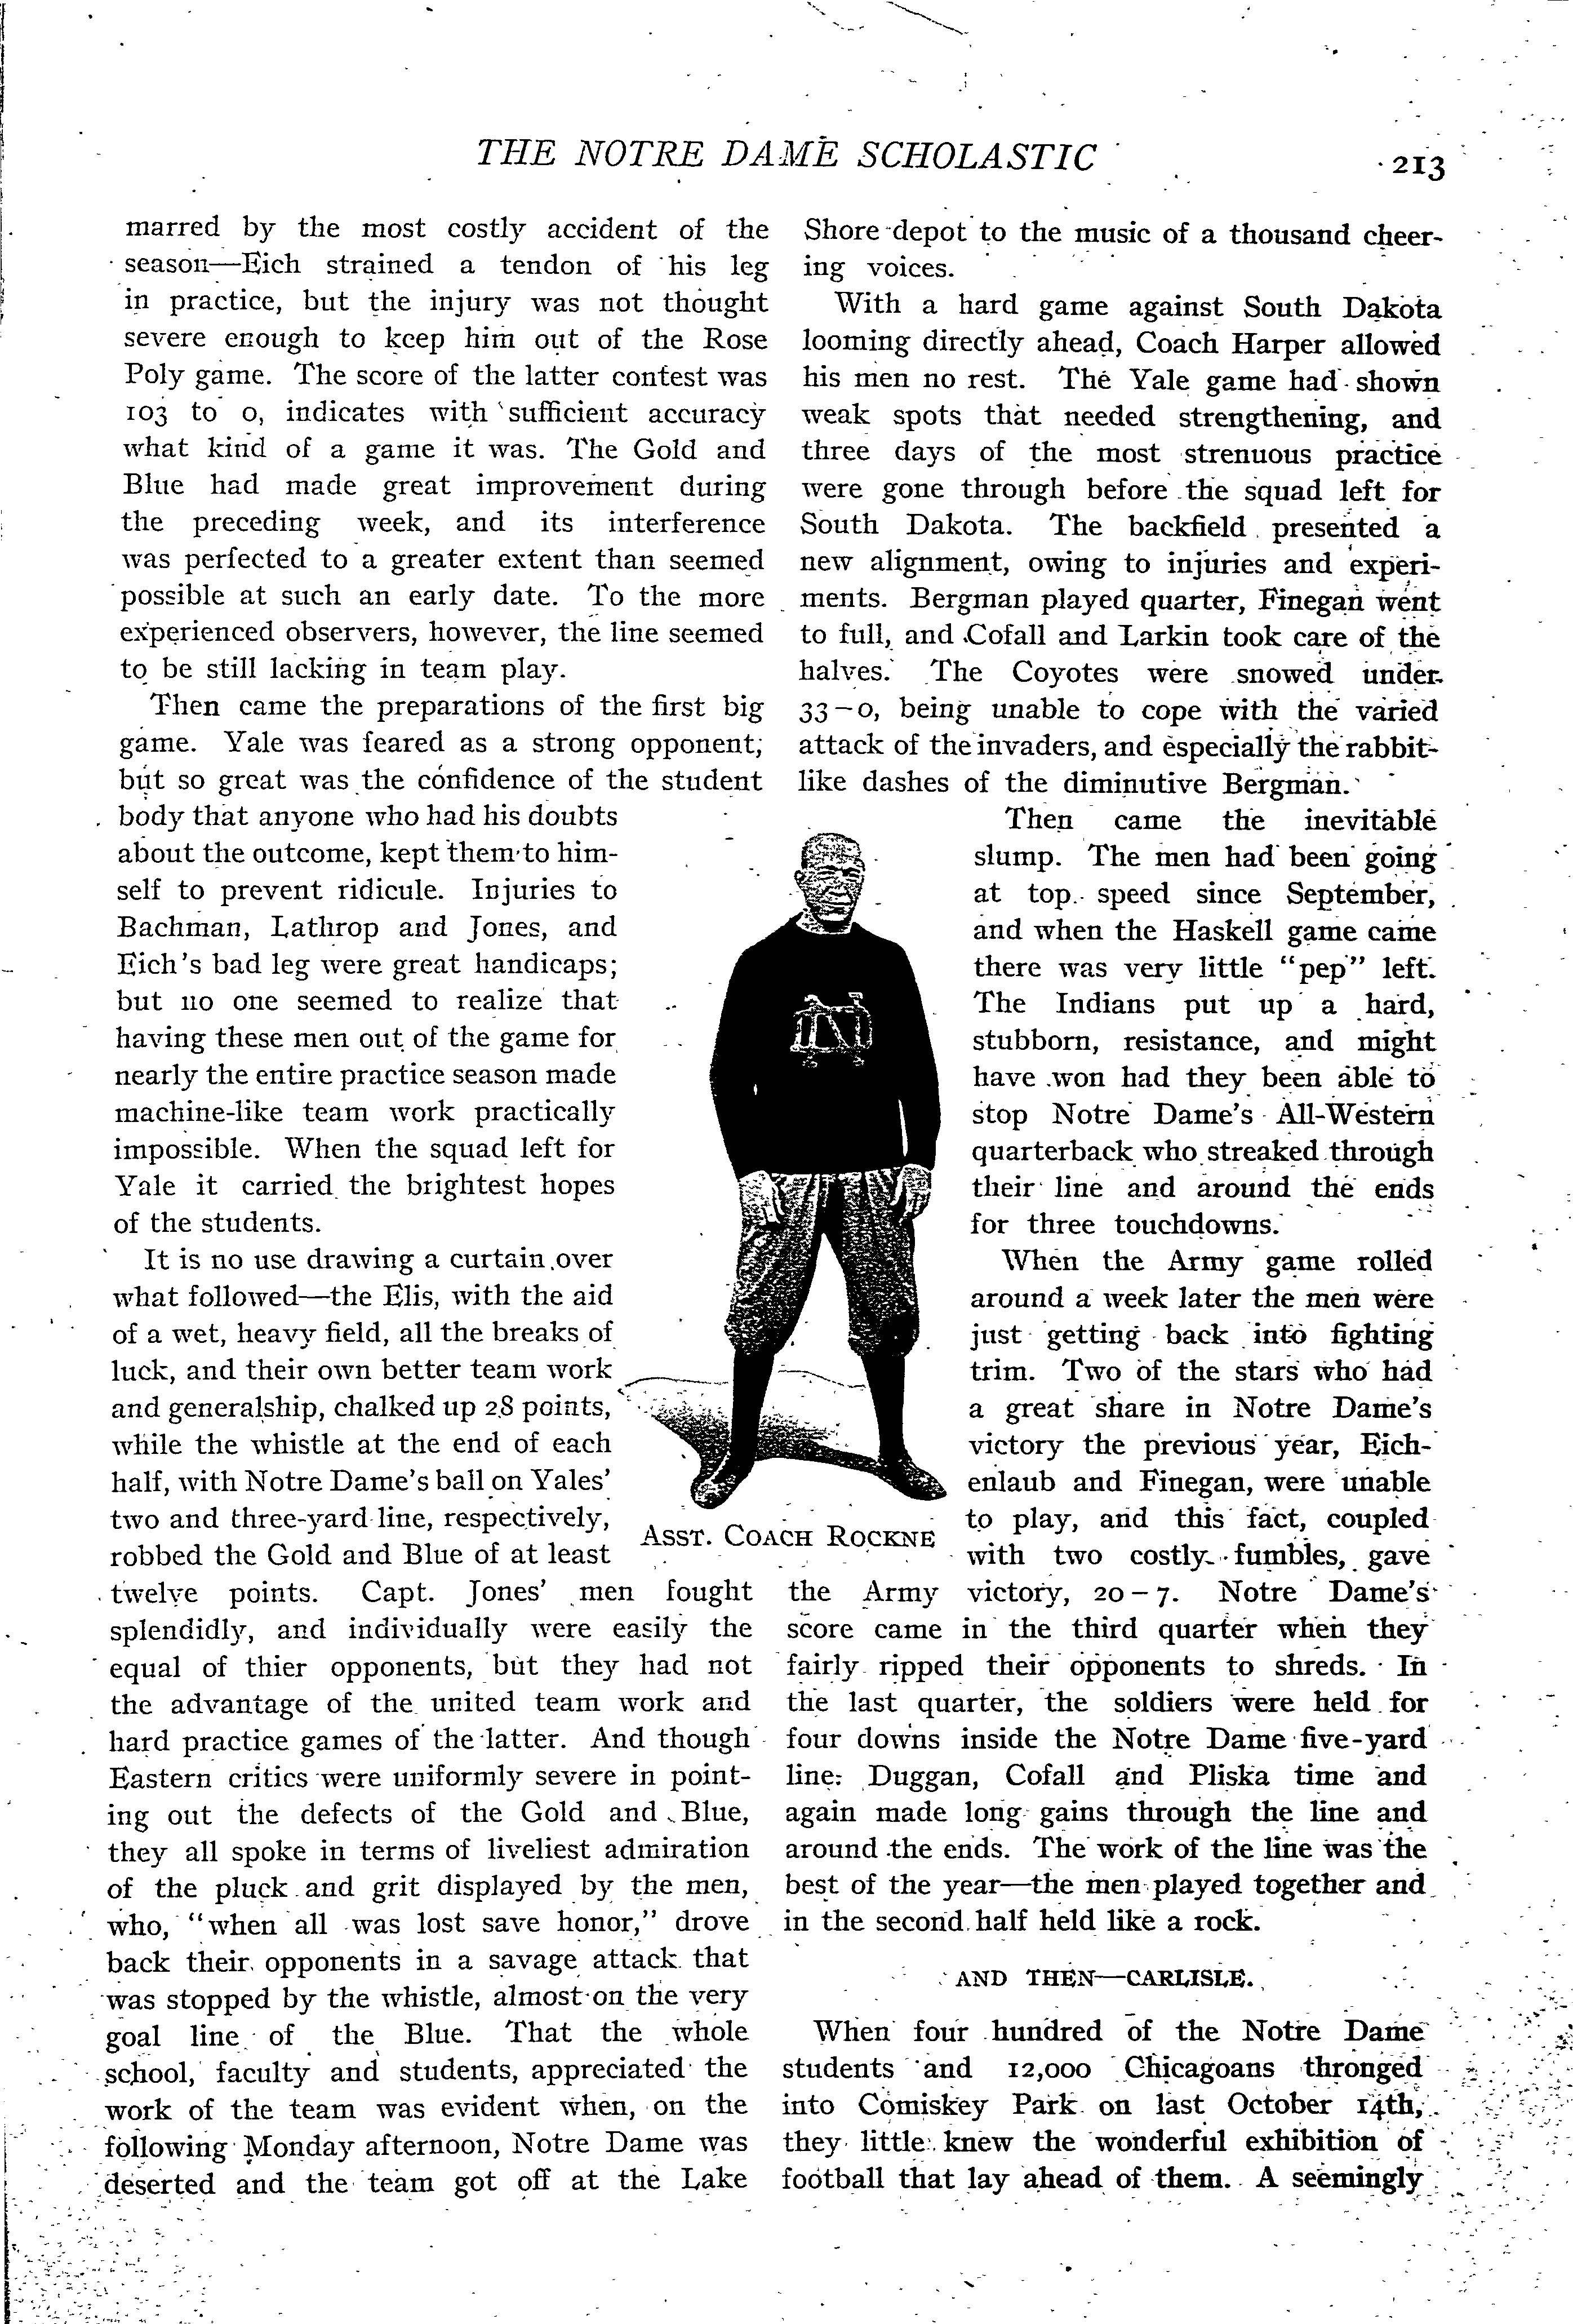 THE NOTRE DAME SCHOLASTIC
213
marred by the most costly accident of the
season—Eich strained a tendon of his leg
in practice, but the injury was not thought
severe enough to keep him out of the Rose
Poly game. The score of the latter contest was
103 to 0, indicates with sufficient accuracy
what kind of a game it was. The Gold and
Blue had made great improvement during
the preceding week, and its interference
was perfected to a greater extent than seemed
possible at such an early date. To the more
experienced observers, however, the line seemed
to be still lacking in team play.
Then came the preparations of the first big
game. Yale was feared as a strong opponent;
but so great was the confidence of the student
body that anyone who had his doubts
about the outcome, kept them to him-
self to prevent ridicule. Injuries to
Bachman, Lathrop and Jones, and
Eich's bad leg were great handicaps;
but no one seemed to realize that
having these men out of the game for
nearly the entire practice season made
machine-like team work practically
impossible. When the squad left for
Yale it carried the brightest hopes
of the students.
It is no use drawing a curtain over
what followed—the Elis, with the aid
of a wet, heavy field, all the breaks of
luck, and their own better team work
and generalship, chalked up 28 points,
while the whistle at the end of each
half, with Notre Dame's ball on Yales'
two and three-yard line, respectively,
robbed the Gold and Blue of at least
twelve points. Capt. Jones' men fought
splendidly, and individually were easily the
equal of thier opponents, but they had not
the advantage of the united team work and
hard practice games of the latter. And though
Eastern critics were uniformly severe in point-
ing out the defects of the Gold and Blue,
they all spoke in terms of liveliest admiration
of the pluck and grit displayed by the men,
who, "when all was lost save honor," drove
back their opponents in a savage attack that
was stopped by the whistle, almost on the very
goal line of the Blue. That the whole
school, faculty and students, appreciated the
work of the team was evident when, on the
following Monday afternoon, Notre Dame was
deserted and the team got off at the Lake
ASST. COACH ROCKNE
Shore depot to the music of a thousand cheer-
ing voices.
With a hard game against South Dakota
looming directly ahead, Coach Harper allowed
his men no rest. The Yale game had shown
weak spots that needed strengthening, and
three days of the most strenuous practice
were gone through before the squad left for
South Dakota. The backfield presented a
new alignment, owing to injuries and experi-
ments. Bergman played quarter, Finegan went
to full, and Cofall and Larkin took care of the
halves. The Coyotes were snowed under
33–0, being unable to cope with the varied
attack of the invaders, and especially the rabbit-
like dashes of the diminutive Bergman.
Then came the inevitable
slump. The men had been going
at top speed since September,
and when the Haskell game came
there was very little "pep" left.
The Indians put up a hard,
stubborn, resistance, and might
have won had they been able to
stop Notre Dame's All-Western
quarterback who streaked through
their line and around the ends
for three touchdowns.
When the Army game rolled
around a week later the men were
just getting back into fighting
trim. Two of the stars who had
a great share in Notre Dame's
victory the previous year, Eich-
enlaub and Finegan, were unable
to play, and this fact, coupled
with two costly fumbles, gave
the Army victory, 20–7. Notre Dame's
score came in the third quarter when they
fairly ripped their opponents to shreds. In
the last quarter, the soldiers were held for
four downs inside the Notre Dame five-yard
line. Duggan, Cofall and Pliska time and
again made long gains through the line and
around the ends. The work of the line was the
best of the year—the men played together and
in the second half held like a rock.
AND THEN—CARLISLE.
When four hundred of the Notre Dame
students and 12,000 Chicagoans thronged
into Comiskey Park on last October 14th,
they little knew the wonderful exhibition of
football that lay ahead of them. A seemingly